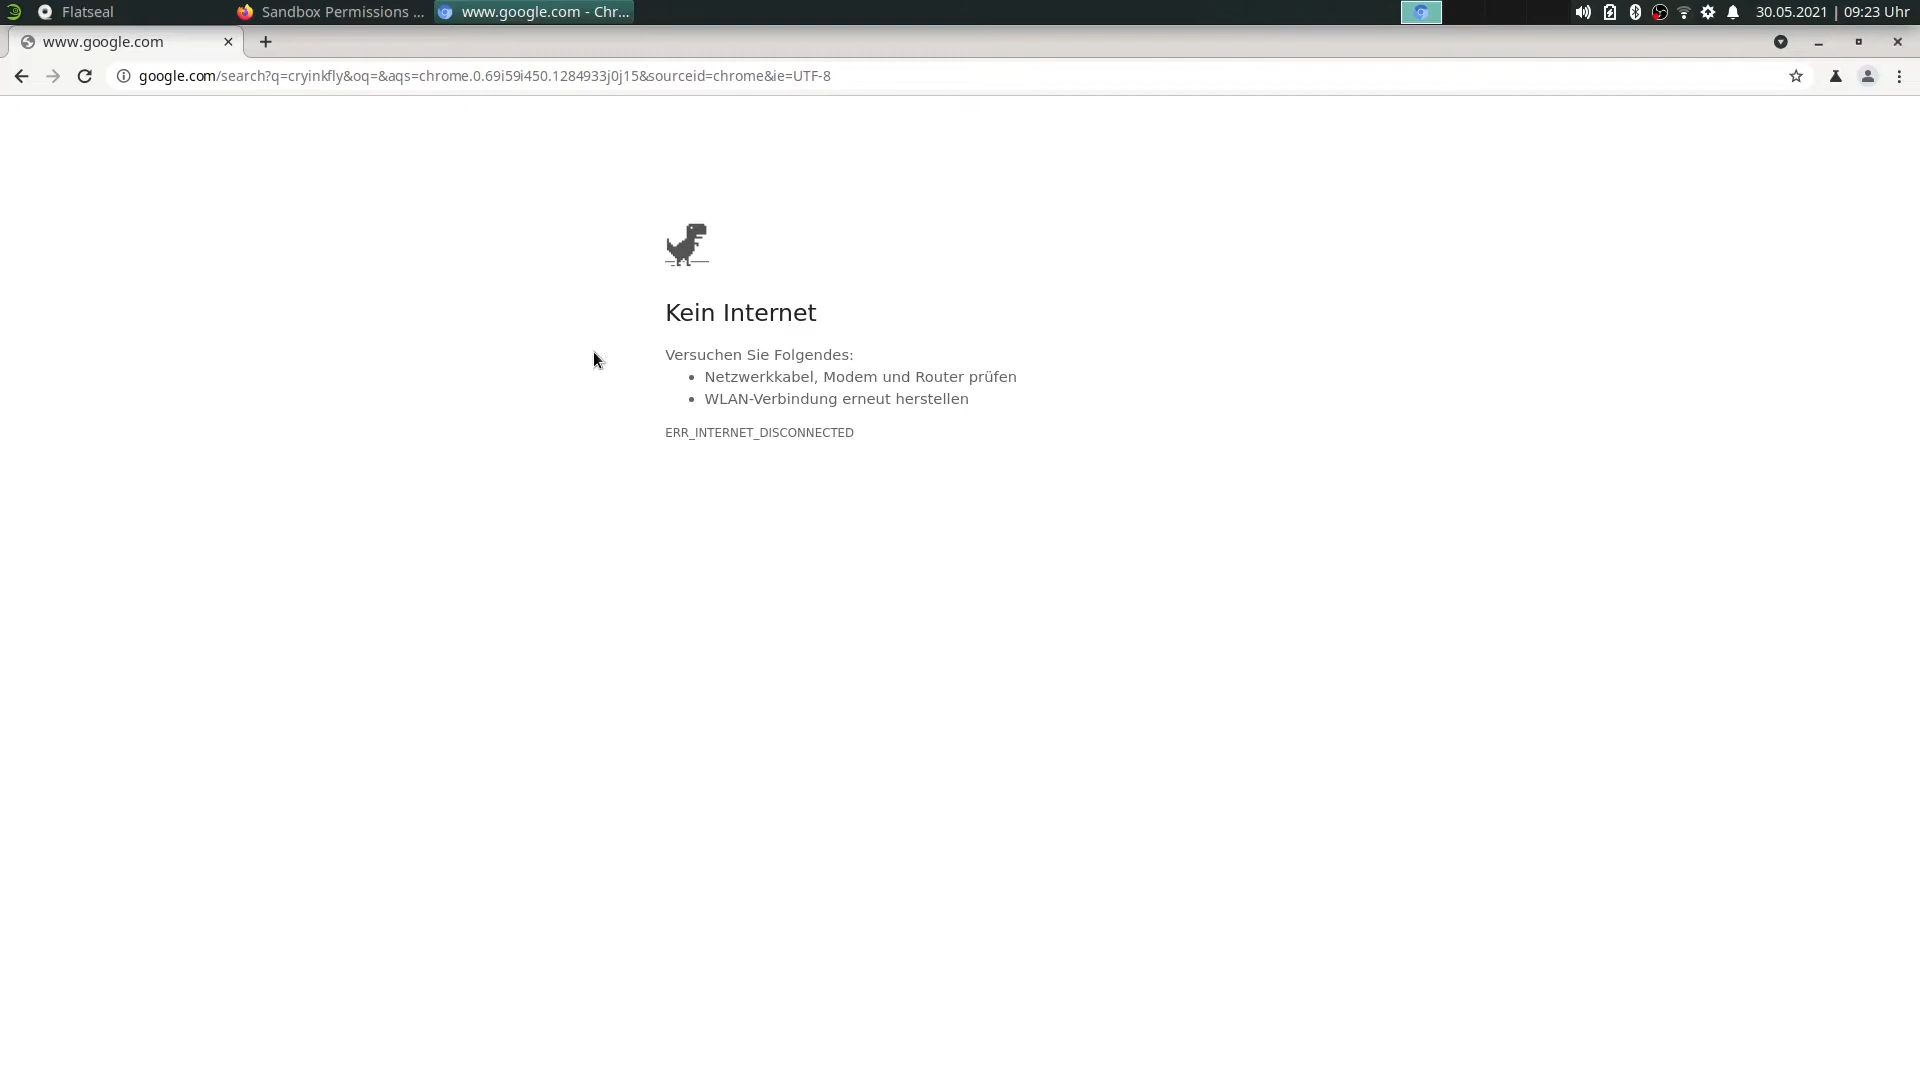 Flatseal
Sandbox Permissions ...
www.google.com - Chr...
30.05.2021 | 09:23 Uhr
www.google.com
google.com/search?q=cryinkfly&oq=&aqs=chrome.0.69i59i450.1284933j0j15&sourceid=chrome&ie=UTF-8
Kein Internet
Versuchen Sie Folgendes:
• Netzwerkkabel, Modem und Router prüfen
• WLAN-Verbindung erneut herstellen
ERR_INTERNET_DISCONNECTED